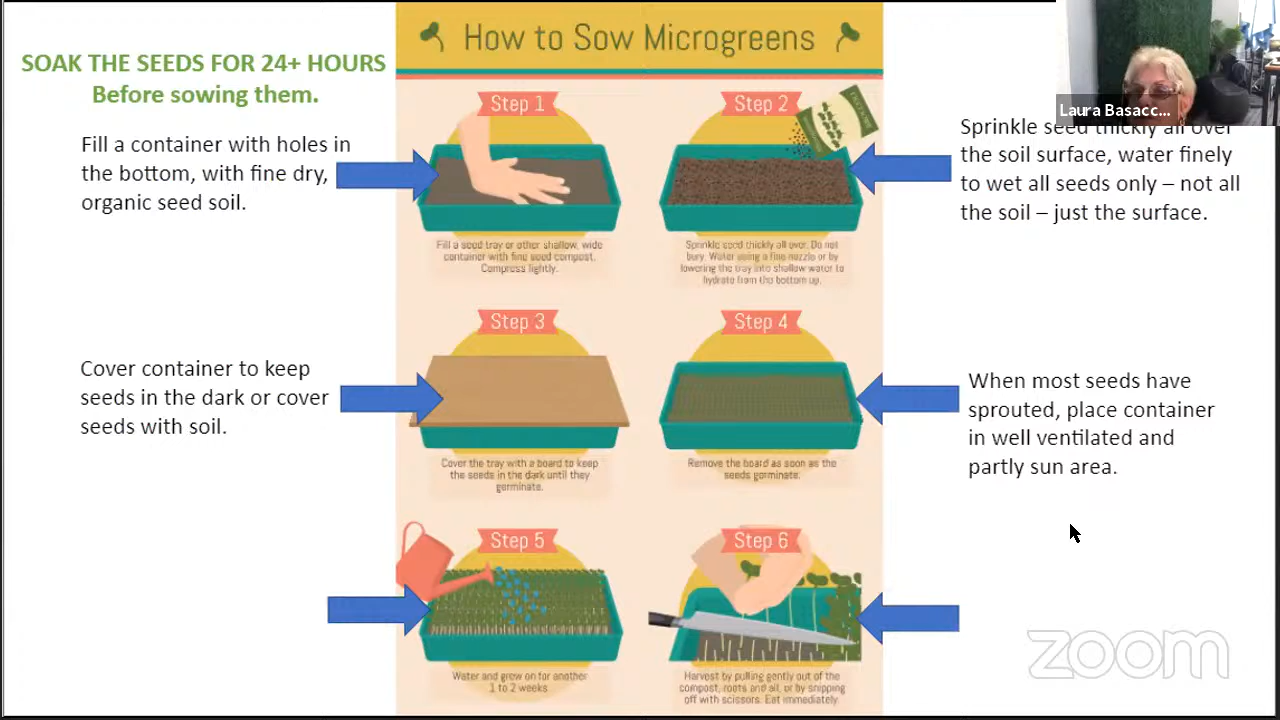 How to Sow Microgreens
SOAK THE SEEDS FOR 24+ HOURS
Before sowing them.
Fill a container with holes in
the bottom, with fine dry,
organic seed soil.
Step 1
Fill a seed tray or other shallow, wide
container with fine seed compost.
Compress lightly.
Step 2
Sprinkle seed thickly all over. Do not
bury. Water using a fine nozzle or by
lowering the tray into shallow water to
hydrate from the bottom up.
Laura Basacc...
Sprinkle seed thickly all over
the soil surface, water finely
to wet all seeds only – not all
the soil – just the surface.
Cover container to keep
seeds in the dark or cover
seeds with soil.
Step 3
Cover the tray with a board to keep
the seeds in the dark until they
germinate.
Step 4
Remove the board as soon as the
seeds germinate.
When most seeds have
sprouted, place container
in well ventilated and
partly sun area.
Step 5
Water and grow on for another
1 to 2 weeks
Step 6
Harvest by pulling gently out of the
compost, roots and all, or by snipping
off with scissors. Eat immediately.
zoom